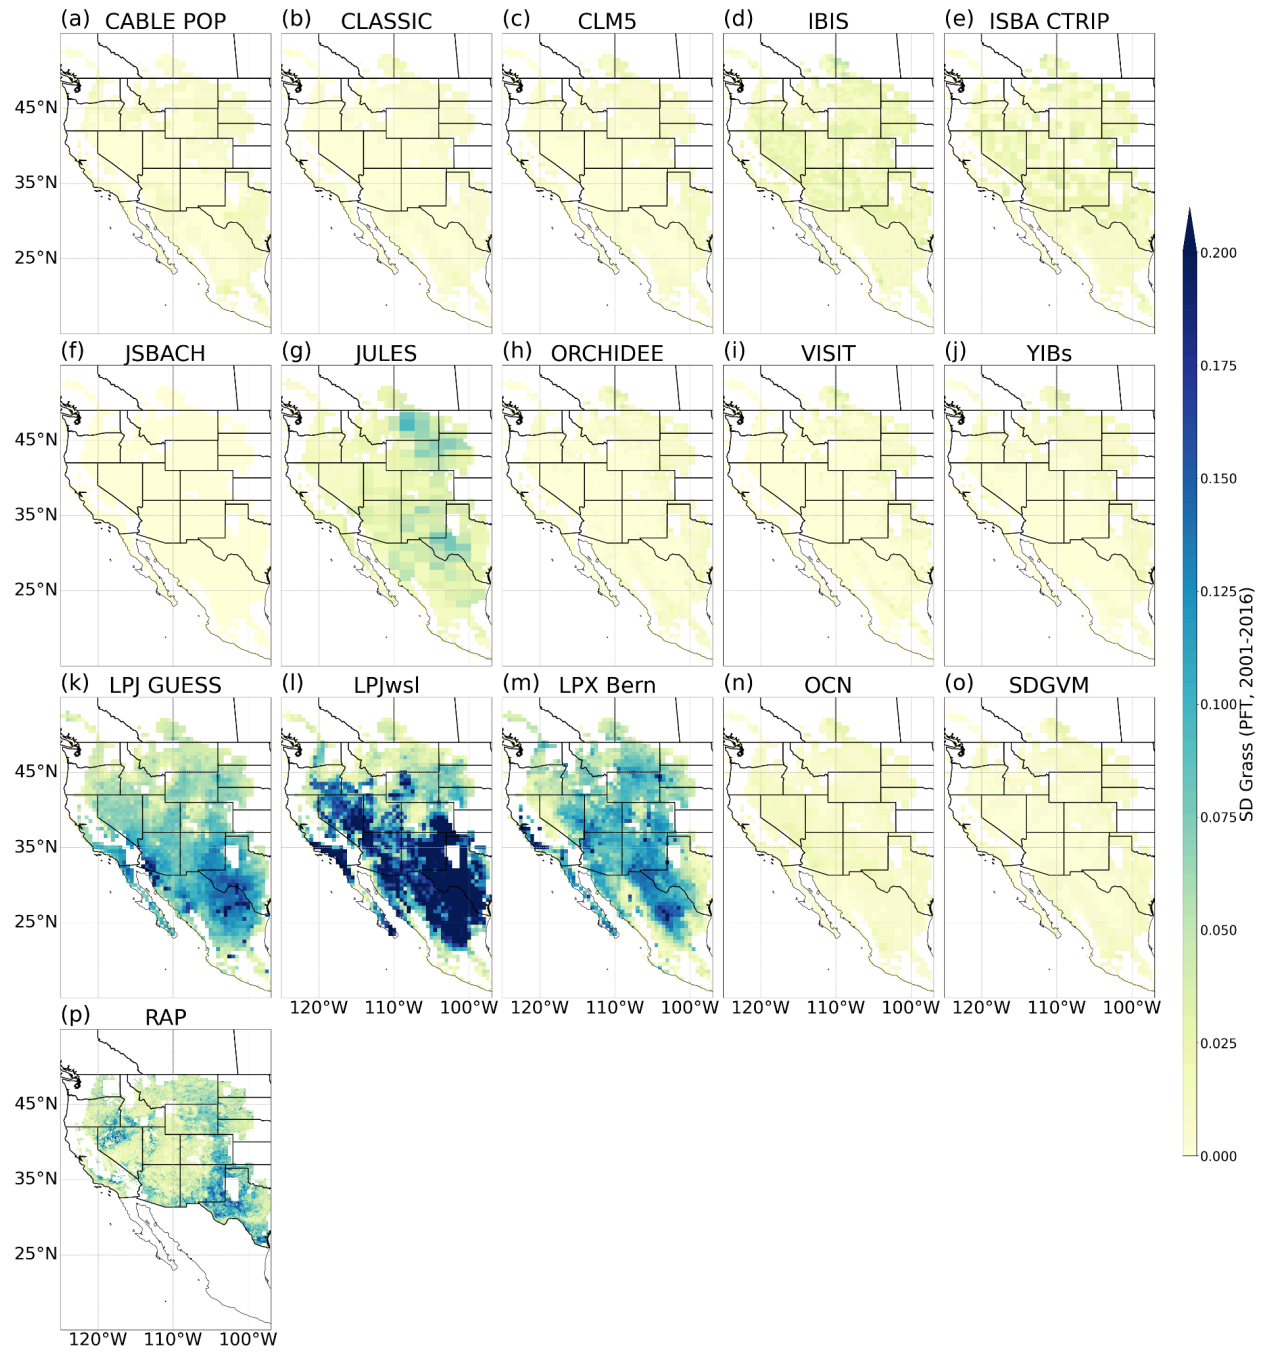 (a) CABLE POP
(b) CLASSIC
(c) CLM5
(d) IBIS
(e) ISBA CTRIP
45°N
35°N
25°N
(f) JSBACH
(g) JULES
(h) ORCHIDEE
(i) VISIT
(j) YIBs
45°N
35°N
25°N
(k) LPJ GUESS
(l) LPJwsl
(m) LPX Bern
(n) OCN
(o) SDGVM
45°N
35°N
25°N
120°W 110°W 100°W
120°W 110°W 100°W
120°W 110°W 100°W
120°W 110°W 100°W
(p) RAP
45°N
35°N
25°N
120°W 110°W 100°W
0.200
0.175
0.150
0.125
0.100
0.075
0.050
0.025
0.000
SD Grass (PFT, 2001-2016)